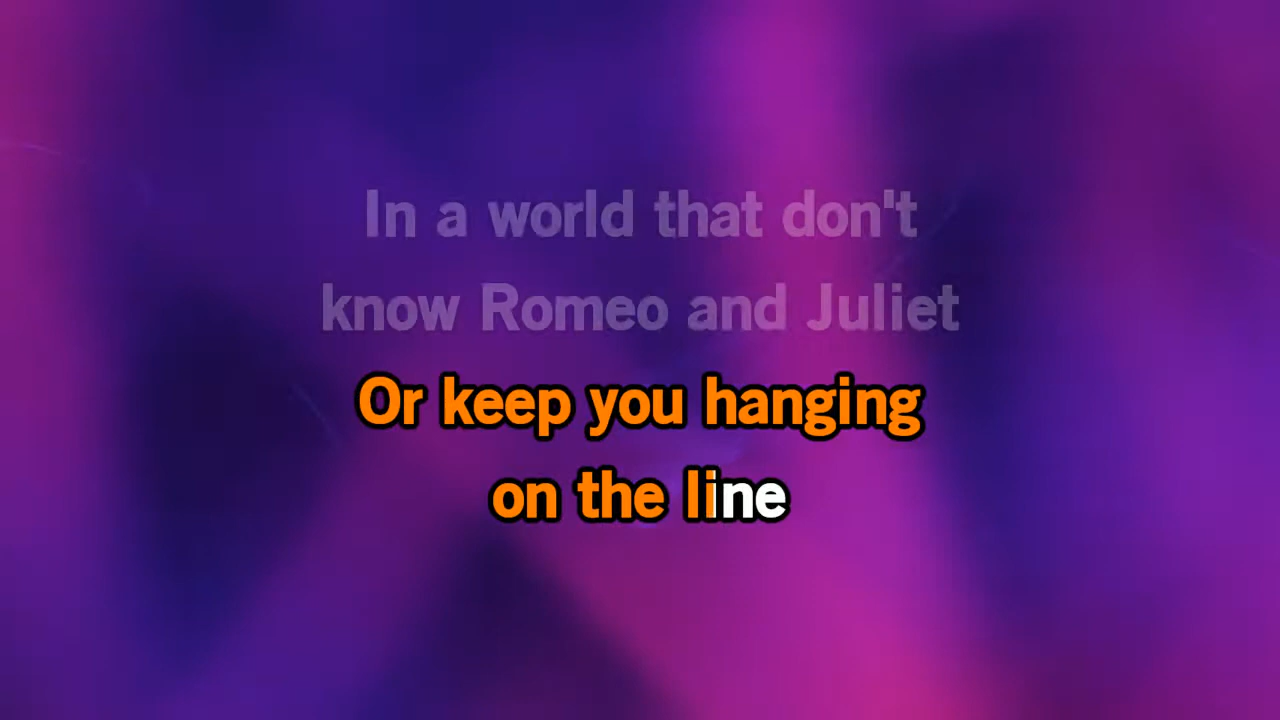 In a world that don't
know Romeo and Juliet
Or keep you hanging
on the line